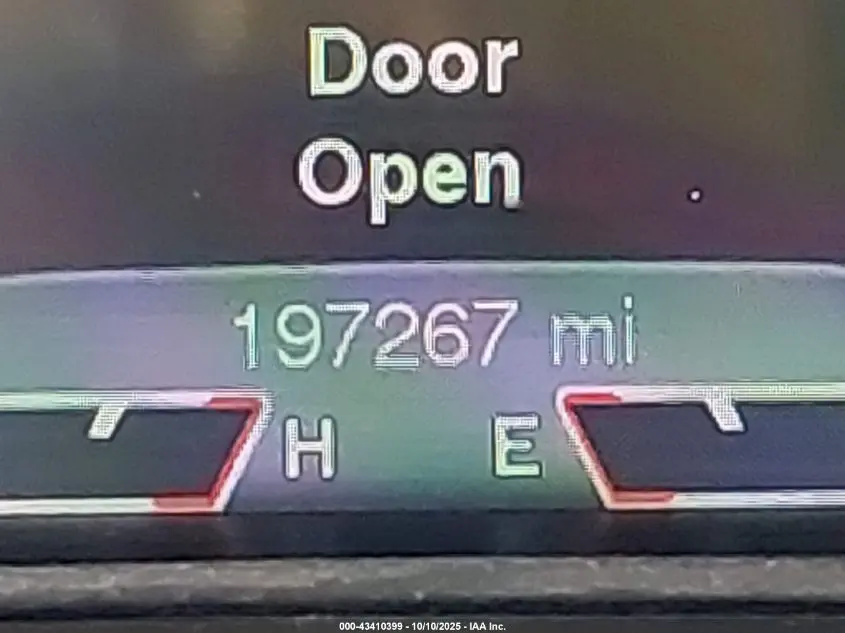 Door
Open
197267 mi
H E
000-43410399 - 10/10/2025 - IAA Inc.